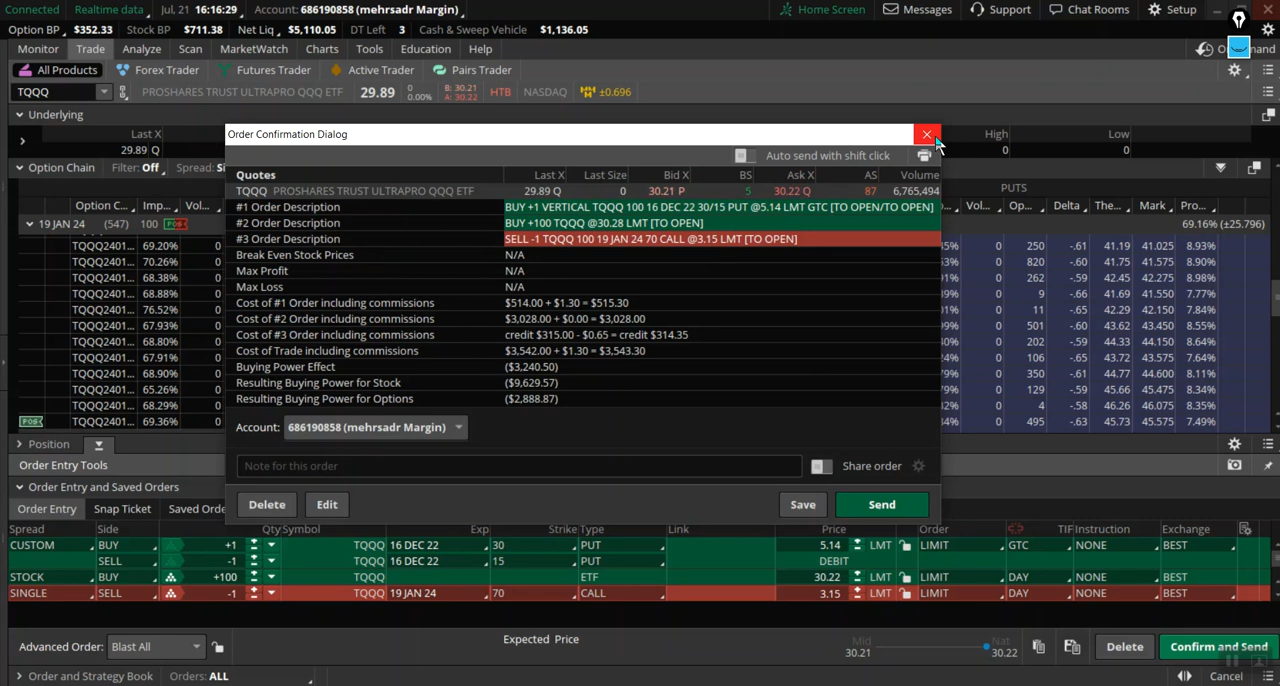 Connected Realtime data Jul, 21 16:16:29 Account: 686190858 (mehrsadr Margin) Home Screen Messages Support Chat Rooms Setup
Option BP $352.33 Stock BP $711.38 Net Liq $5,110.05 DT Left 3 Cash & Sweep Vehicle $1,136.05
Monitor Trade Analyze Scan MarketWatch Charts Tools Education Help
All Products Forex Trader Futures Trader Active Trader Pairs Trader
TQQQ PROSHARES TRUST ULTRAPRO QQQ ETF 29.89 0 0.00% B: 30.21 A: 30.22 HTB NASDAQ ±0.696
Underlying
Last X High Low
29.89 Q 0 0
Option Chain Filter: Off Spread:
PUTS
Option C... Imp... Vol... Vol... Op... Delta The... Mark Pro...
19 JAN 24 (547) 100 69.16% (±25.796)
TQQQ2401... 69.20% 0 0 250 -.61 41.19 41.025 8.93%
TQQQ2401... 70.26% 0 0 820 -.60 41.75 41.575 8.91%
TQQQ2401... 68.38% 0 0 262 -.59 42.45 42.275 8.98%
TQQQ2401... 68.88% 0 0 9 -.66 41.69 41.550 7.77%
TQQQ2401... 76.52% 0 0 11 -.65 42.29 42.150 7.84%
TQQQ2401... 67.93% 0 0 501 -.60 43.62 43.450 8.55%
TQQQ2401... 68.80% 0 0 202 -.59 44.33 44.150 8.64%
TQQQ2401... 67.91% 0 0 106 -.65 43.72 43.575 7.64%
TQQQ2401... 68.90% 0 0 350 -.61 44.77 44.600 8.11%
TQQQ2401... 65.26% 0 0 129 -.59 45.66 45.475 8.34%
TQQQ2401... 68.29% 0 0 4 -.58 46.26 46.075 8.35%
TQQQ2401... 69.36% 0 0 495 -.63 45.73 45.575 7.49%
Order Confirmation Dialog
Auto send with shift click
Quotes Last X Last Size Bid X BS Ask X AS Volume
TQQQ PROSHARES TRUST ULTRAPRO QQQ ETF 29.89 Q 0 30.21 P 5 30.22 Q 87 6,765,494
#1 Order Description BUY +1 VERTICAL TQQQ 100 16 DEC 22 30/15 PUT @5.14 LMT GTC [TO OPEN/TO OPEN]
#2 Order Description BUY +100 TQQQ @30.28 LMT [TO OPEN]
#3 Order Description SELL -1 TQQQ 100 19 JAN 24 70 CALL @3.15 LMT [TO OPEN]
Break Even Stock Prices N/A
Max Profit N/A
Max Loss N/A
Cost of #1 Order including commissions $514.00 + $1.30 = $515.30
Cost of #2 Order including commissions $3,028.00 + $0.00 = $3,028.00
Cost of #3 Order including commissions credit $315.00 - $0.65 = credit $314.35
Cost of Trade including commissions $3,542.00 + $1.30 = $3,543.30
Buying Power Effect ($3,240.50)
Resulting Buying Power for Stock ($9,629.57)
Resulting Buying Power for Options ($2,888.87)
Account: 686190858 (mehrsadr Margin)
Note for this order Share order
Delete Edit Save Send
Position
Order Entry Tools
Order Entry and Saved Orders
Order Entry Snap Ticket Saved
Spread Side Qty Symbol Exp Strike Type Link Price Order TIF Instruction Exchange
CUSTOM BUY +1 TQQQ 16 DEC 22 30 PUT 5.14 LMT LIMIT GTC NONE BEST
SELL -1 TQQQ 16 DEC 22 15 PUT DEBIT
STOCK BUY +100 TQQQ ETF 30.22 LMT LIMIT DAY NONE BEST
SINGLE SELL -1 TQQQ 19 JAN 24 70 CALL 3.15 LMT LIMIT DAY NONE BEST
Advanced Order: Blast All Expected Price Mid 30.21 Nat 30.22 Delete Confirm and Send
Order and Strategy Book Orders: ALL Cancel